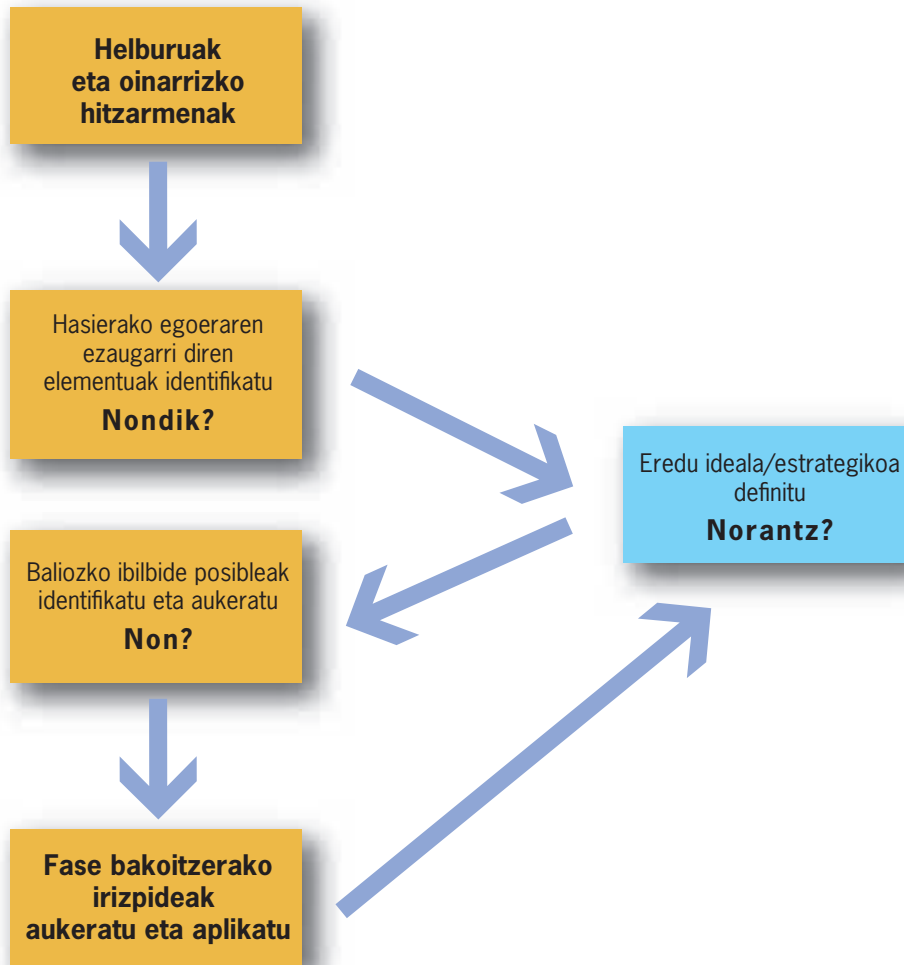 Helburuak
eta oinarrizko
hitzarmenak
Hasierako egoeraren
ezaugarri diren
elementuak identifikatu
Nondik?
Eredu ideala/estrategikoa
definitu
Norantz?
Baliozko ibilbide posibleak
identifikatu eta aukeratu
Non?
Fase bakoitzerako
irizpideak
aukeratu eta aplikatu